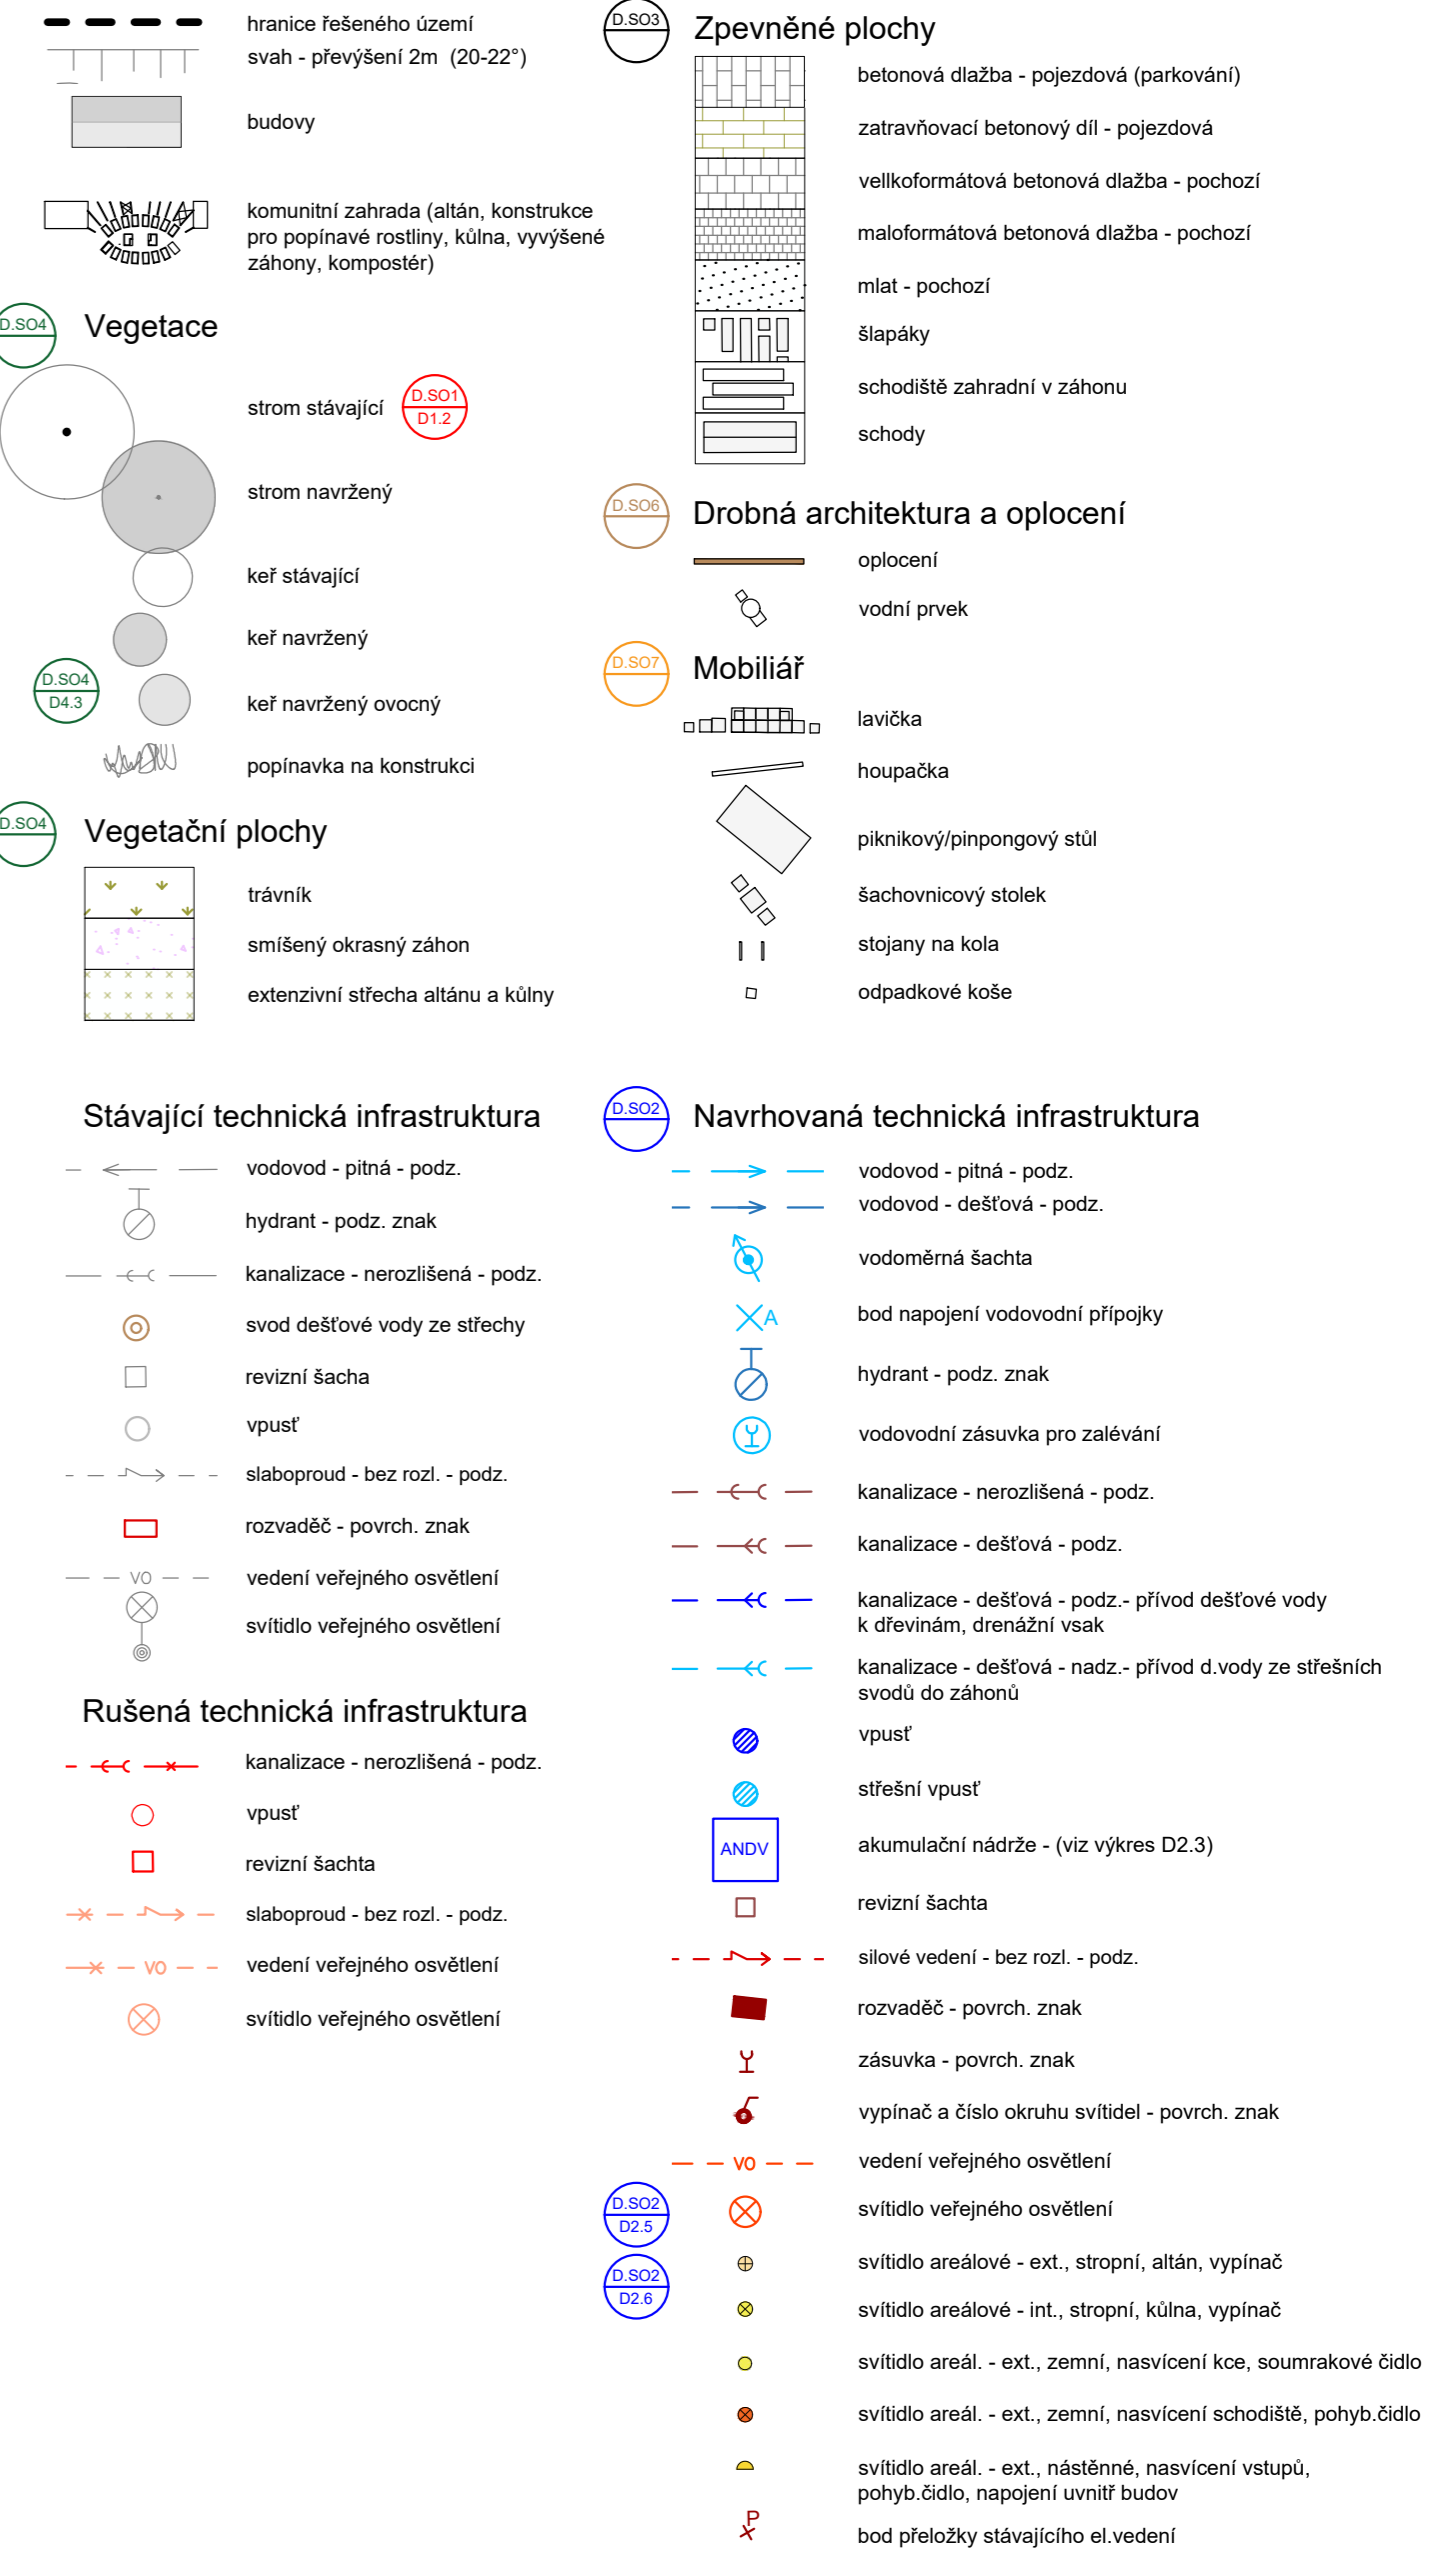 hranice řešeného území
svah - převýšení 2m (20-22°)
budovy
komunitní zahrada (altán, konstrukce
pro popínavé rostliny, kůlna, vyvýšené
záhony, kompostér)
D.SO4
Vegetace
strom stávající
D.SO1
D1.2
strom navržený
keř stávající
keř navržený
D.SO4
D4.3
keř navržený ovocný
popínavka na konstrukci
D.SO4
Vegetační plochy
trávník
smíšený okrasný záhon
extenzivní střecha altánu a kůlny
D.SO3
Zpevněné plochy
betonová dlažba - pojezdová (parkování)
zatravňovací betonový díl - pojezdová
vellkoformátová betonová dlažba - pochozí
maloformátová betonová dlažba - pochozí
mlat - pochozí
šlapáky
schodiště zahradní v záhonu
schody
D.SO6
Drobná architektura a oplocení
oplocení
vodní prvek
D.SO7
Mobiliář
lavička
houpačka
piknikový/pinpongový stůl
šachovnicový stolek
stojany na kola
odpadkové koše
Stávající technická infrastruktura
vodovod - pitná - podz.
hydrant - podz. znak
kanalizace - nerozlišená - podz.
svod dešťové vody ze střechy
revizní šacha
vpusť
slaboproud - bez rozl. - podz.
rozvaděč - povrch. znak
VO
vedení veřejného osvětlení
svítidlo veřejného osvětlení
Rušená technická infrastruktura
kanalizace - nerozlišená - podz.
vpusť
revizní šachta
slaboproud - bez rozl. - podz.
VO
vedení veřejného osvětlení
svítidlo veřejného osvětlení
D.SO2
Navrhovaná technická infrastruktura
vodovod - pitná - podz.
vodovod - dešťová - podz.
vodoměrná šachta
A
bod napojení vodovodní přípojky
hydrant - podz. znak
vodovodní zásuvka pro zalévání
kanalizace - nerozlišená - podz.
kanalizace - dešťová - podz.
kanalizace - dešťová - podz.- přívod dešťové vody
k dřevinám, drenážní vsak
kanalizace - dešťová - nadz.- přívod d.vody ze střešních
svodů do záhonů
vpusť
střešní vpusť
ANDV
akumulační nádrže - (viz výkres D2.3)
revizní šachta
silové vedení - bez rozl. - podz.
rozvaděč - povrch. znak
zásuvka - povrch. znak
vypínač a číslo okruhu svítidel - povrch. znak
VO
vedení veřejného osvětlení
D.SO2
D2.5
svítidlo veřejného osvětlení
D.SO2
D2.6
svítidlo areálové - ext., stropní, altán, vypínač
svítidlo areálové - int., stropní, kůlna, vypínač
svítidlo areál. - ext., zemní, nasvícení kce, soumrakové čidlo
svítidlo areál. - ext., zemní, nasvícení schodiště, pohyb.čidlo
svítidlo areál. - ext., nástěnné, nasvícení vstupů,
pohyb.čidlo, napojení uvnitř budov
P
bod přeložky stávajícího el.vedení